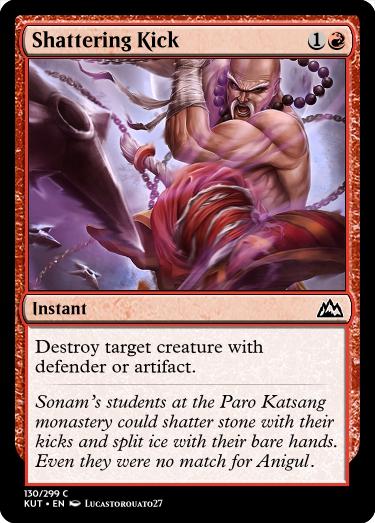 Shattering Kick 1
Instant
Destroy target creature with
defender or artifact.
Sonam's students at the Paro Katsang
monastery could shatter stone with their
kicks and split ice with their bare hands.
Even they were no match for Anigul.
130/299 C
KUT • EN Lucastorouato27